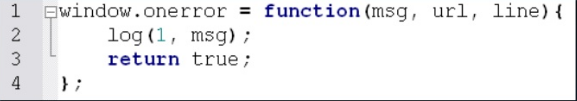 1 window.onerror = function(msg, url, line){
2 log(1, msg);
3 return true;
4 };